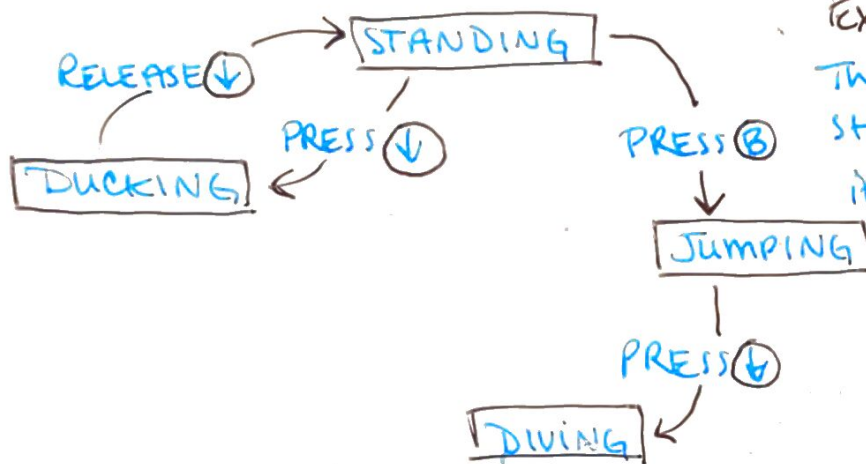 STANDING
RELEASE ↓
PRESS ↓
PRESS B
DUCKING
JUMPING
PRESS ↓
DIVING